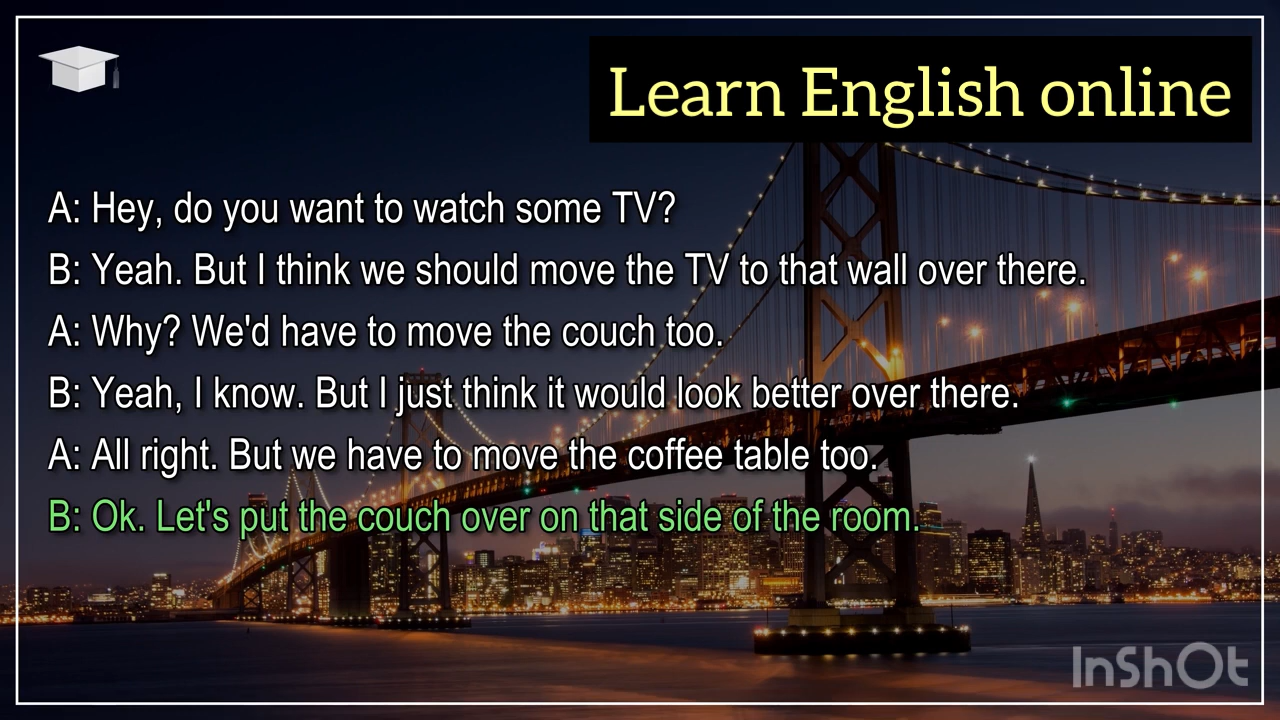 Learn English online
A: Hey, do you want to watch some TV?
B: Yeah. But I think we should move the TV to that wall over there.
A: Why? We'd have to move the couch too.
B: Yeah, I know. But I just think it would look better over there.
A: All right. But we have to move the coffee table too.
B: Ok. Let's put the couch over on that side of the room.
InShOt